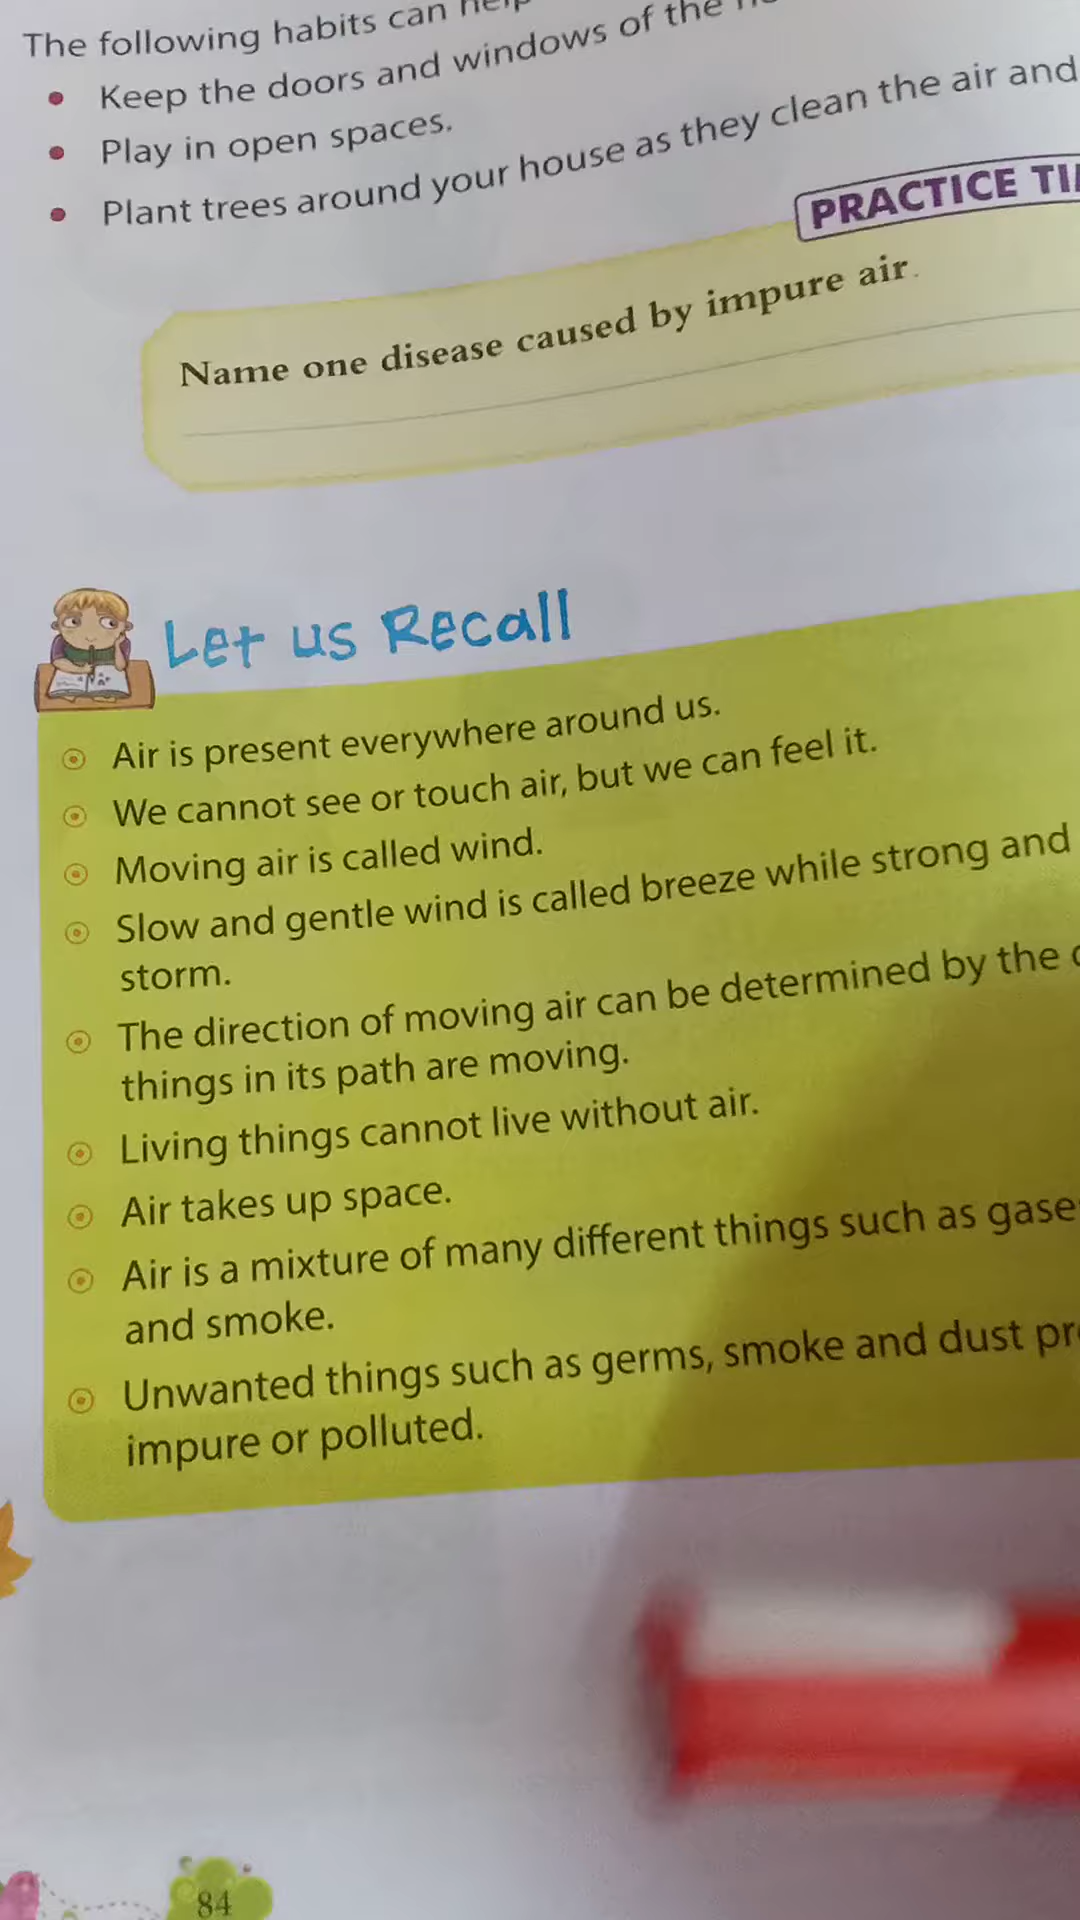 The following habits can help
Keep the doors and windows of the
Play in open spaces.
Plant trees around your house as they clean the air and
PRACTICE
Name one disease caused by impure air.
Let us Recall
Air is present everywhere around us.
We cannot see or touch air, but we can feel it.
Moving air is called wind.
Slow and gentle wind is called breeze while strong and
storm.
The direction of moving air can be determined by the
things in its path are moving.
Living things cannot live without air.
Air takes up space.
Air is a mixture of many different things such as
and smoke.
Unwanted things such as germs, smoke and dust
impure or polluted.
84